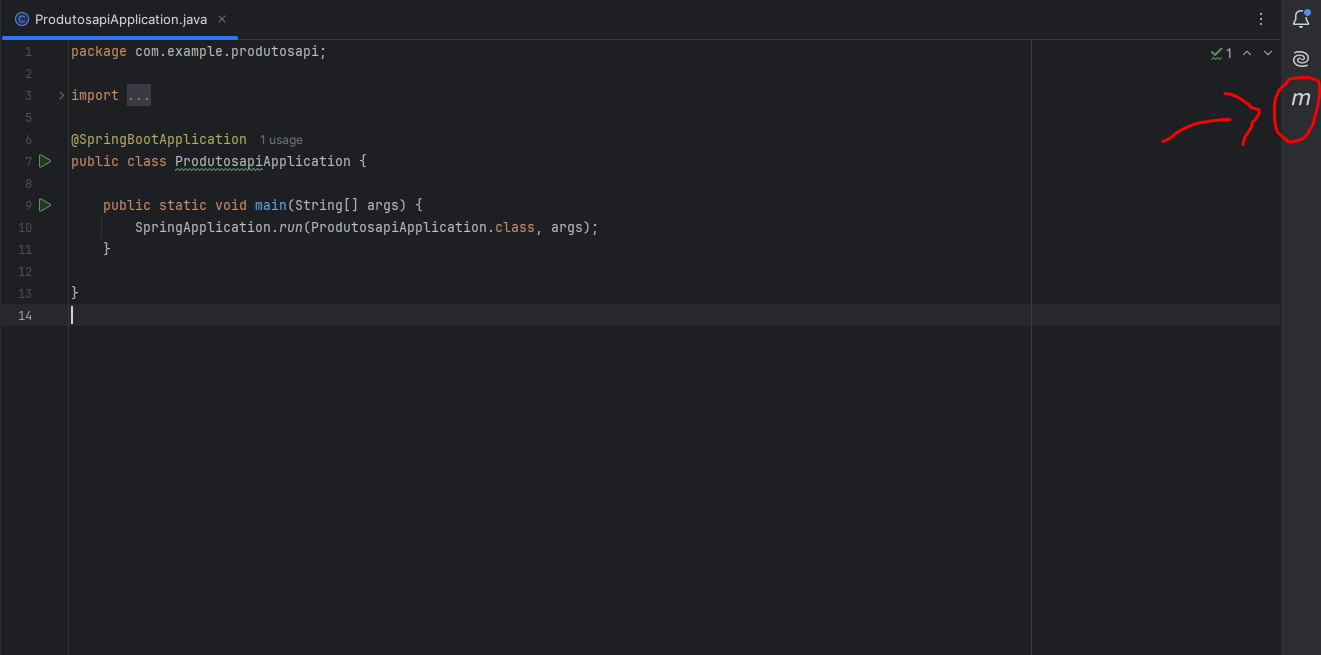 ProdutosapiApplication.java
1 package com.example.produtosapi;
2
3 import ...
5
6 @SpringBootApplication 1 usage
7 public class ProdutosapiApplication {
8
9 public static void main(String[] args) {
10 SpringApplication.run(ProdutosapiApplication.class, args);
11 }
12
13 }
14
1
m